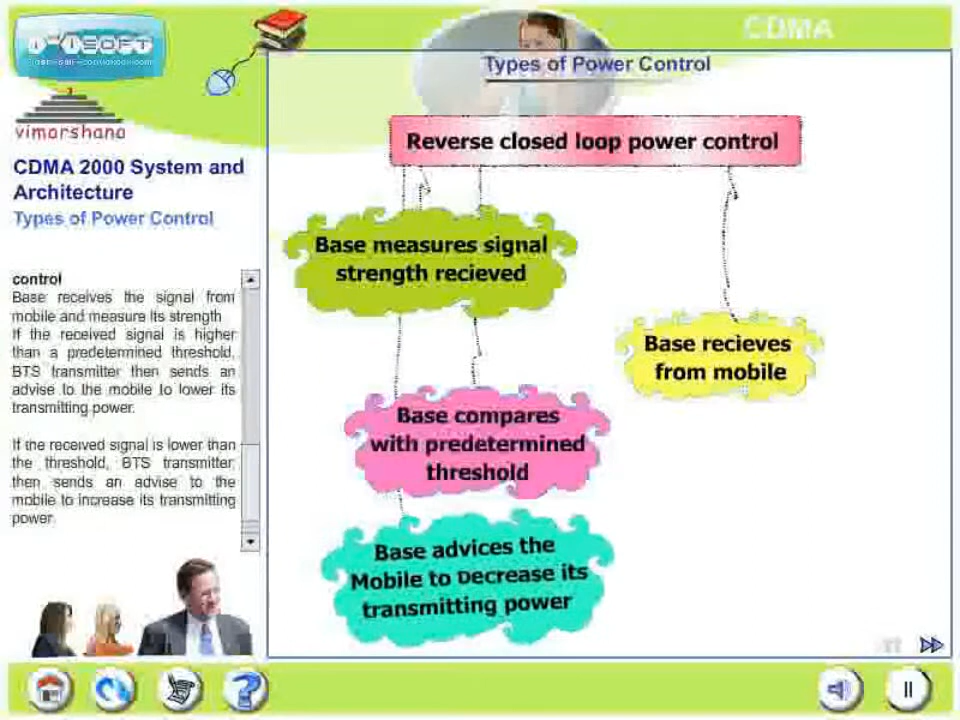 CDMA
INISOFT
vimarshana
CDMA 2000 System and
Architecture
Types of Power Control
control
Base receives the signal from
mobile and measure its strength
If the received signal is higher
than a predetermined threshold,
BTS transmitter then sends an
advise to the mobile to lower its
transmitting power.
If the received signal is lower than
the threshold, BTS transmitter
then sends an advise to the
mobile to increase its transmitting
power
Types of Power Control
Reverse closed loop power control
Base measures signal
strength recieved
Base recieves
from mobile
Base compares
with predetermined
threshold
Base advices the
Mobile to Decrease its
transmitting power